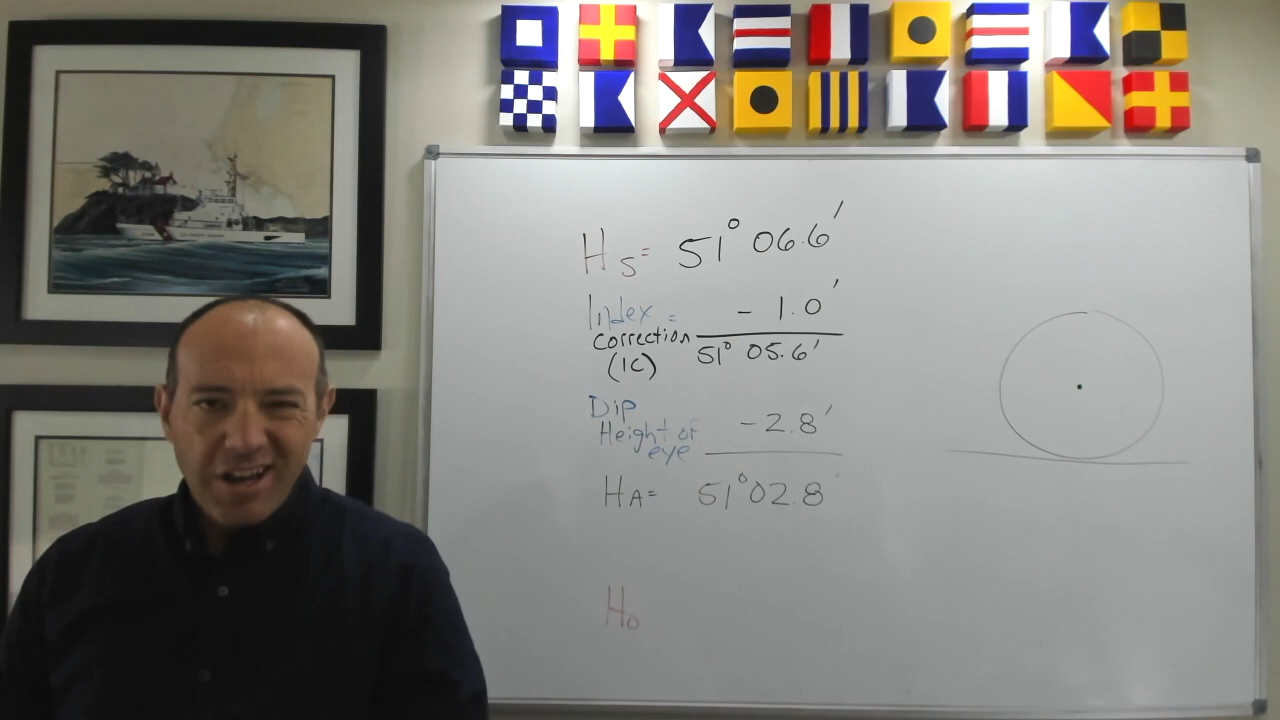 Hs= 51° 06.6'
Index = - 1.0'
correction 51° 05.6'
(IC)
Dip
Height of - 2.8'
eye
HA= 51° 02.8'
Ho